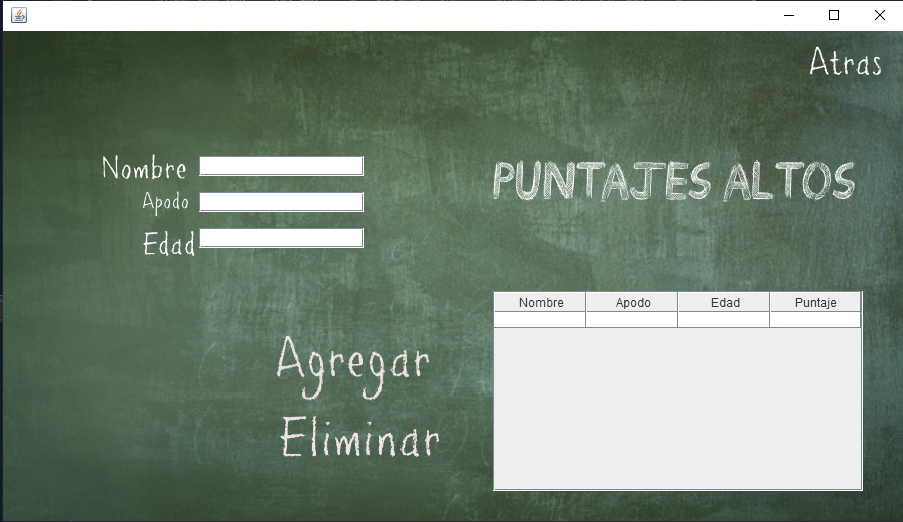 Atras
Nombre
Apodo
Edad
PUNTAJES ALTOS
Nombre Apodo Edad Puntaje
Agregar
Eliminar